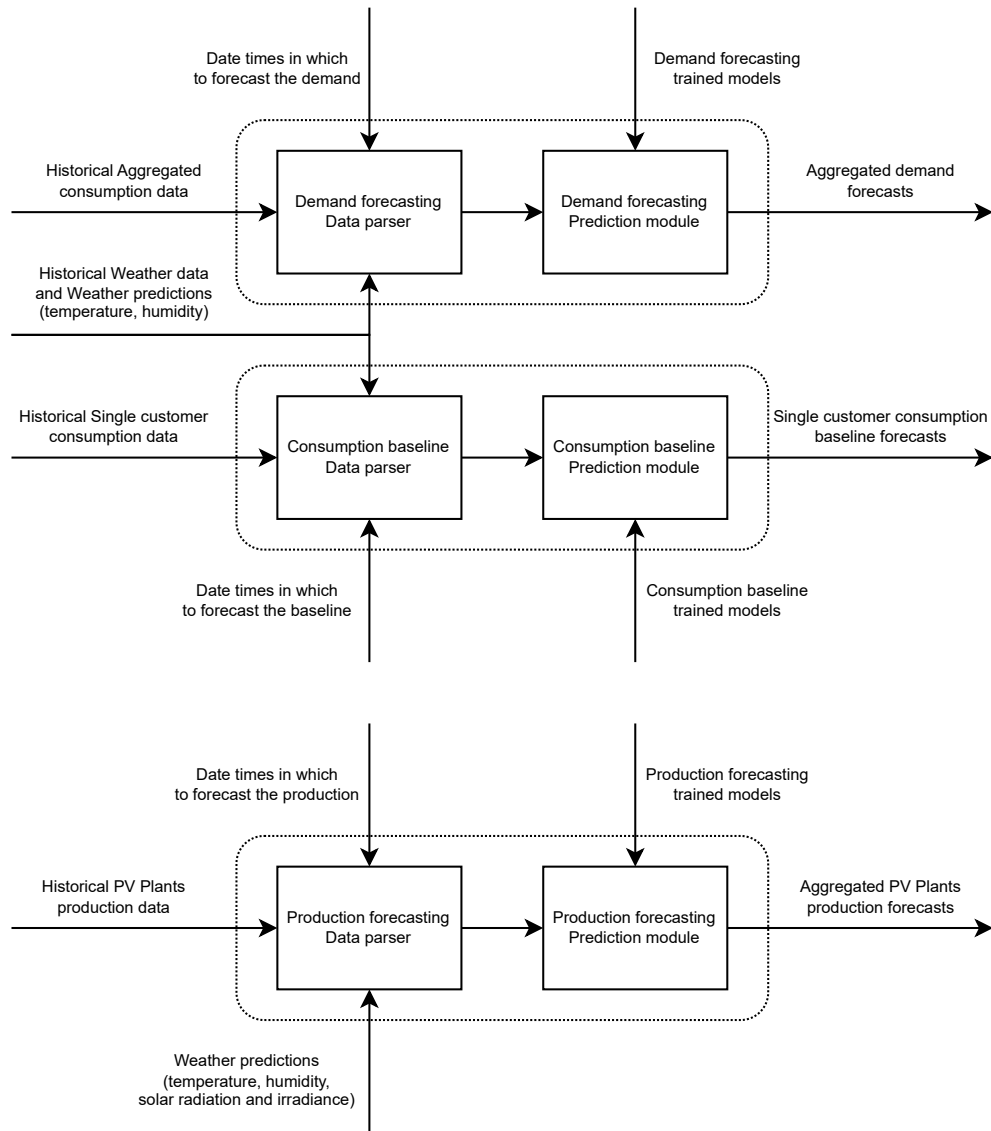 Date times in which
to forecast the demand
Demand forecasting
trained models
Historical Aggregated
consumption data
Demand forecasting
Data parser
Demand forecasting
Prediction module
Aggregated demand
forecasts
Historical Weather data
and Weather predictions
(temperature, humidity)
Historical Single customer
consumption data
Consumption baseline
Data parser
Consumption baseline
Prediction module
Single customer consumption
baseline forecasts
Date times in which
to forecast the baseline
Consumption baseline
trained models
Date times in which
to forecast the production
Production forecasting
trained models
Historical PV Plants
production data
Production forecasting
Data parser
Production forecasting
Prediction module
Aggregated PV Plants
production forecasts
Weather predictions
(temperature, humidity,
solar radiation and irradiance)